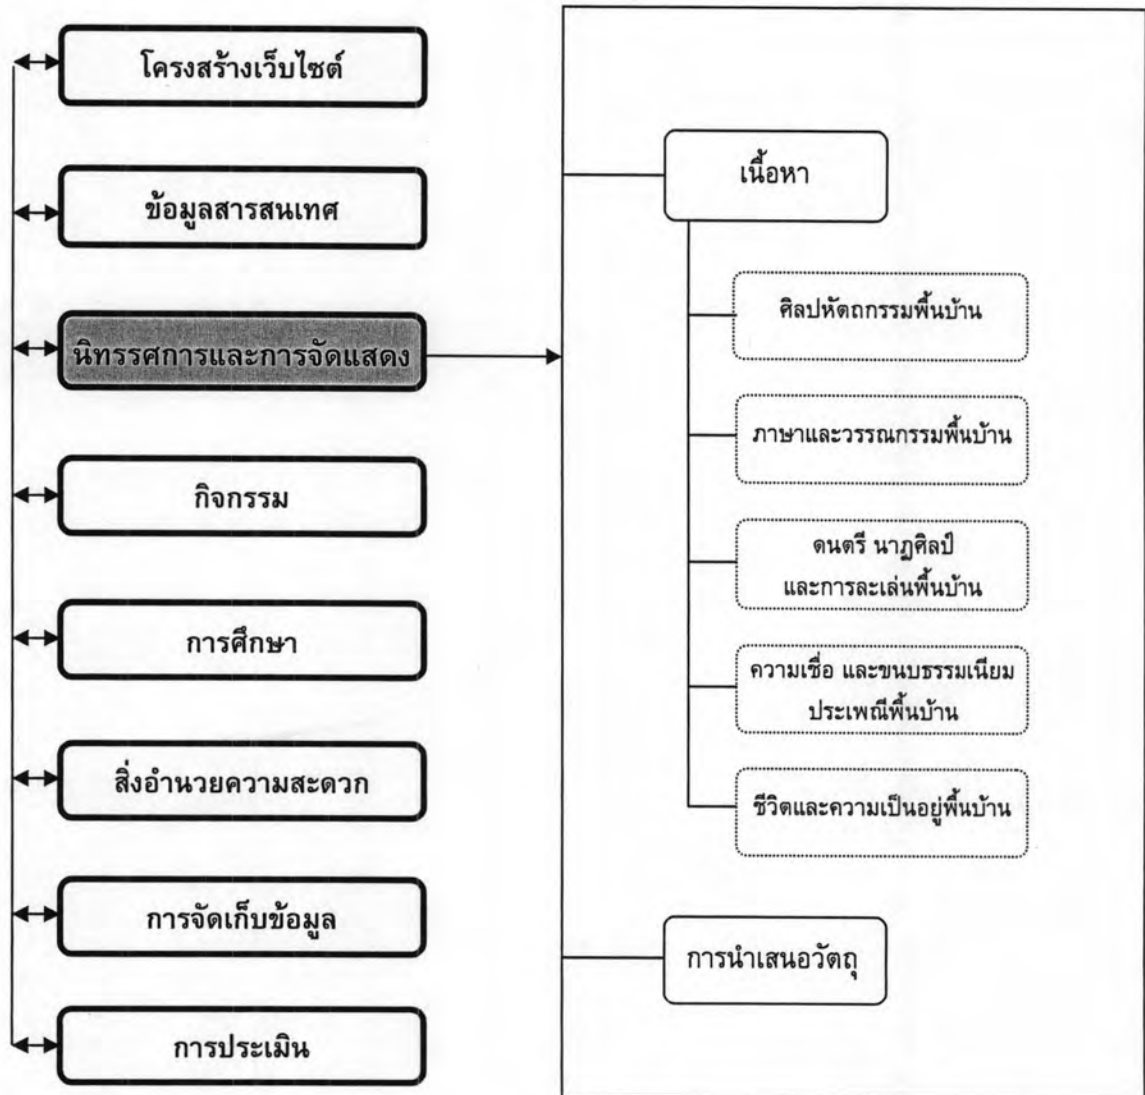 โครงสร้างเว็บไซต์
ข้อมูลสารสนเทศ
นิทรรศการและการจัดแสดง
กิจกรรม
การศึกษา
สิ่งอำนวยความสะดวก
การจัดเก็บข้อมูล
การประเมิน
เนื้อหา
ศิลปหัตถกรรมพื้นบ้าน
ภาษาและวรรณกรรมพื้นบ้าน
ดนตรี นาฏศิลป์
และการละเล่นพื้นบ้าน
ความเชื่อ และขนบธรรมเนียม
ประเพณีพื้นบ้าน
ชีวิตและความเป็นอยู่พื้นบ้าน
การนำเสนอวัตถุ